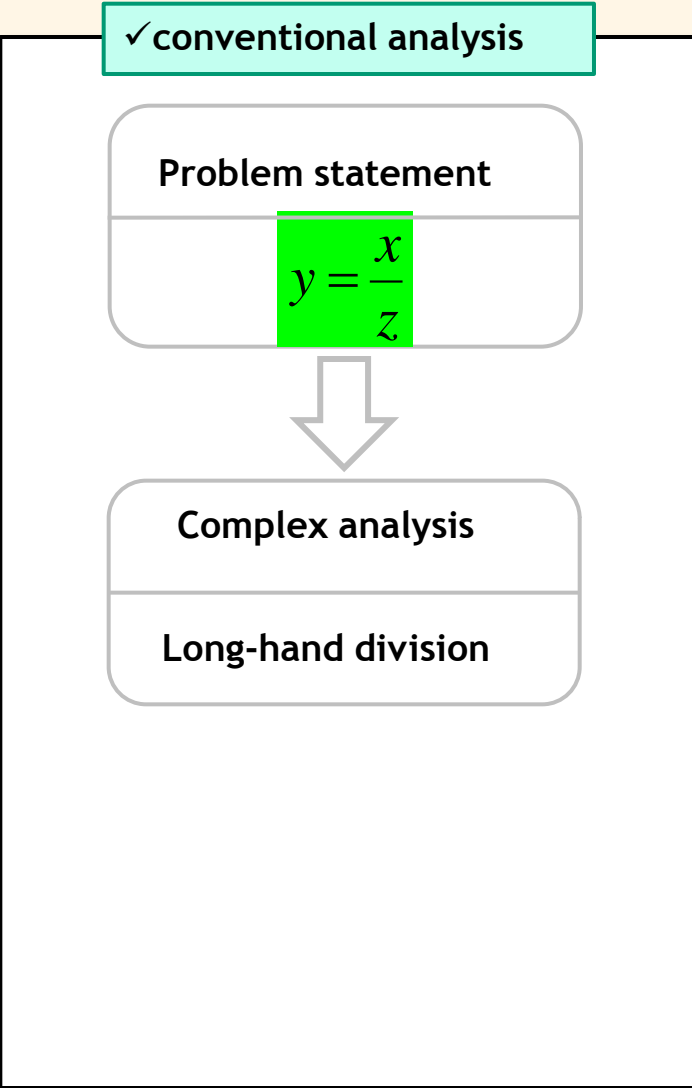 ✓conventional analysis
Problem statement
y = x/z
Complex analysis
Long-hand division